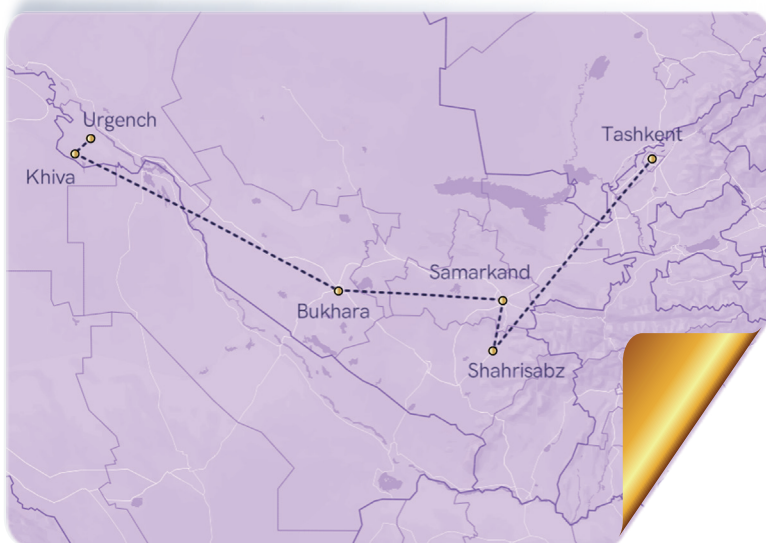 Urgench
Tashkent
Khiva
Samarkand
Bukhara
Shahrisabz